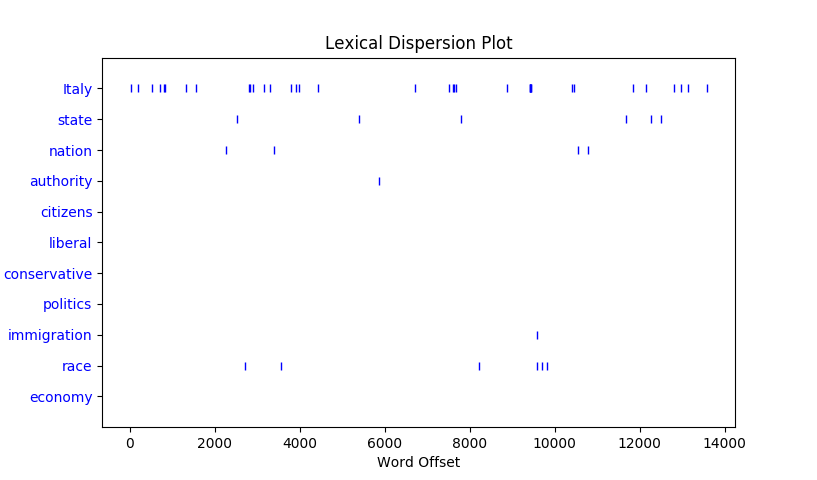 Lexical Dispersion Plot
Italy
state
nation
authority
citizens
liberal
conservative
politics
immigration
race
economy
0 2000 4000 6000 8000 10000 12000 14000
Word Offset